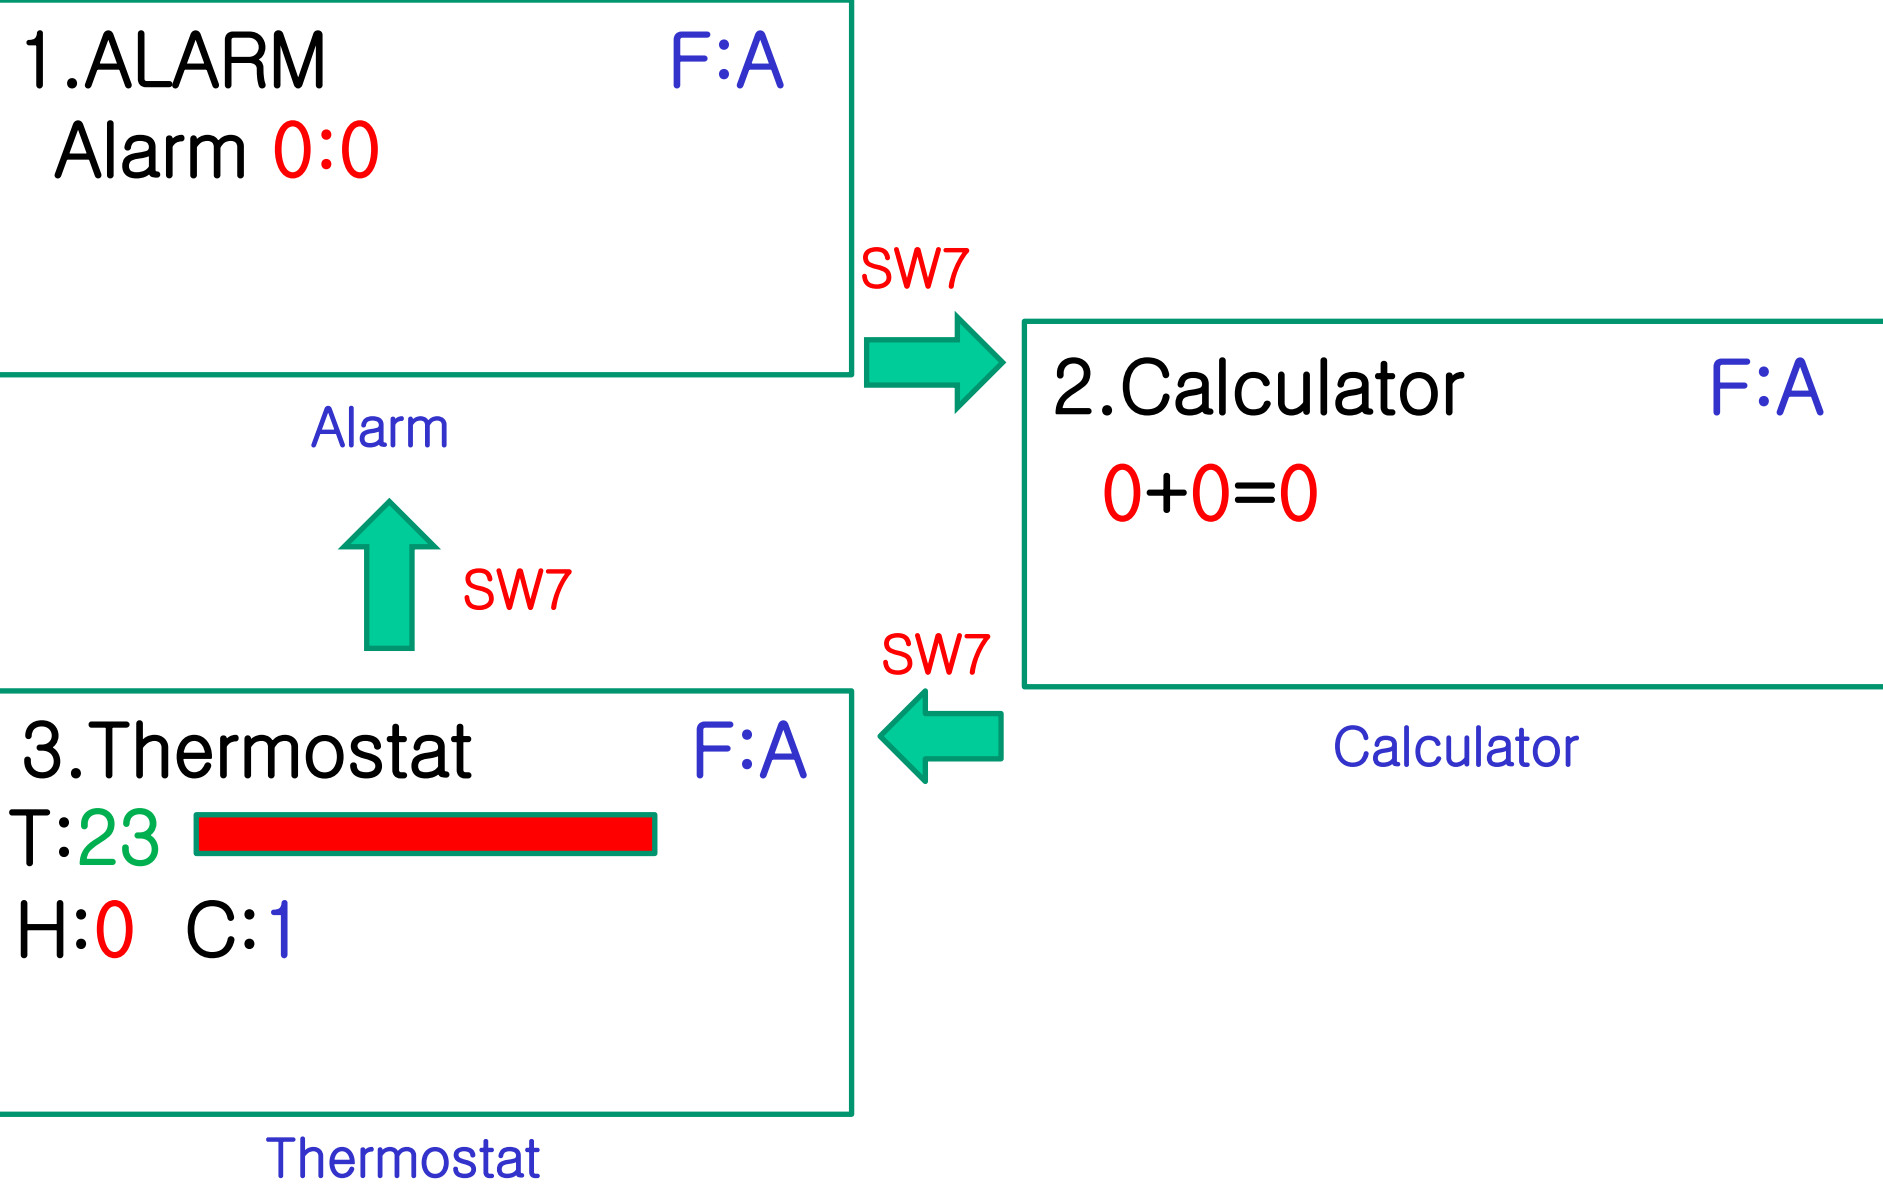 1.ALARM F:A
Alarm 0:0
Alarm
SW7
2.Calculator F:A
0+0=0
Calculator
SW7
3.Thermostat F:A
T:23
H:0 C:1
Thermostat
SW7